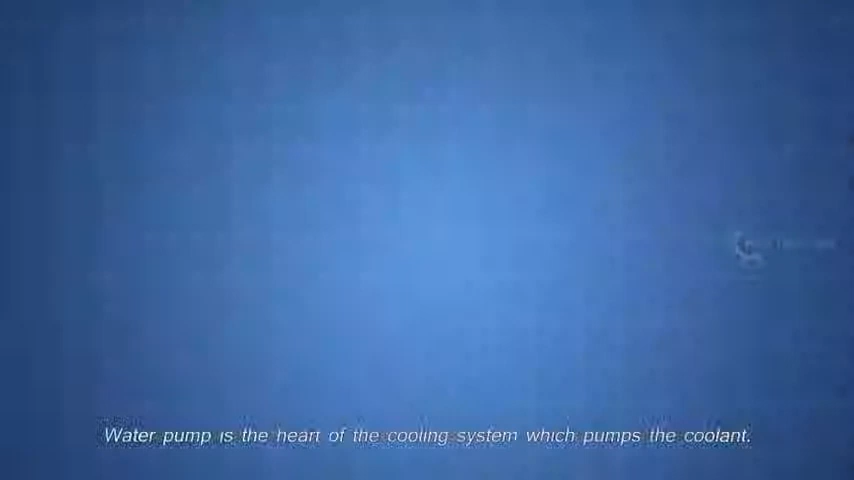 Water pump is the heart of the cooling system which pumps the coolant.